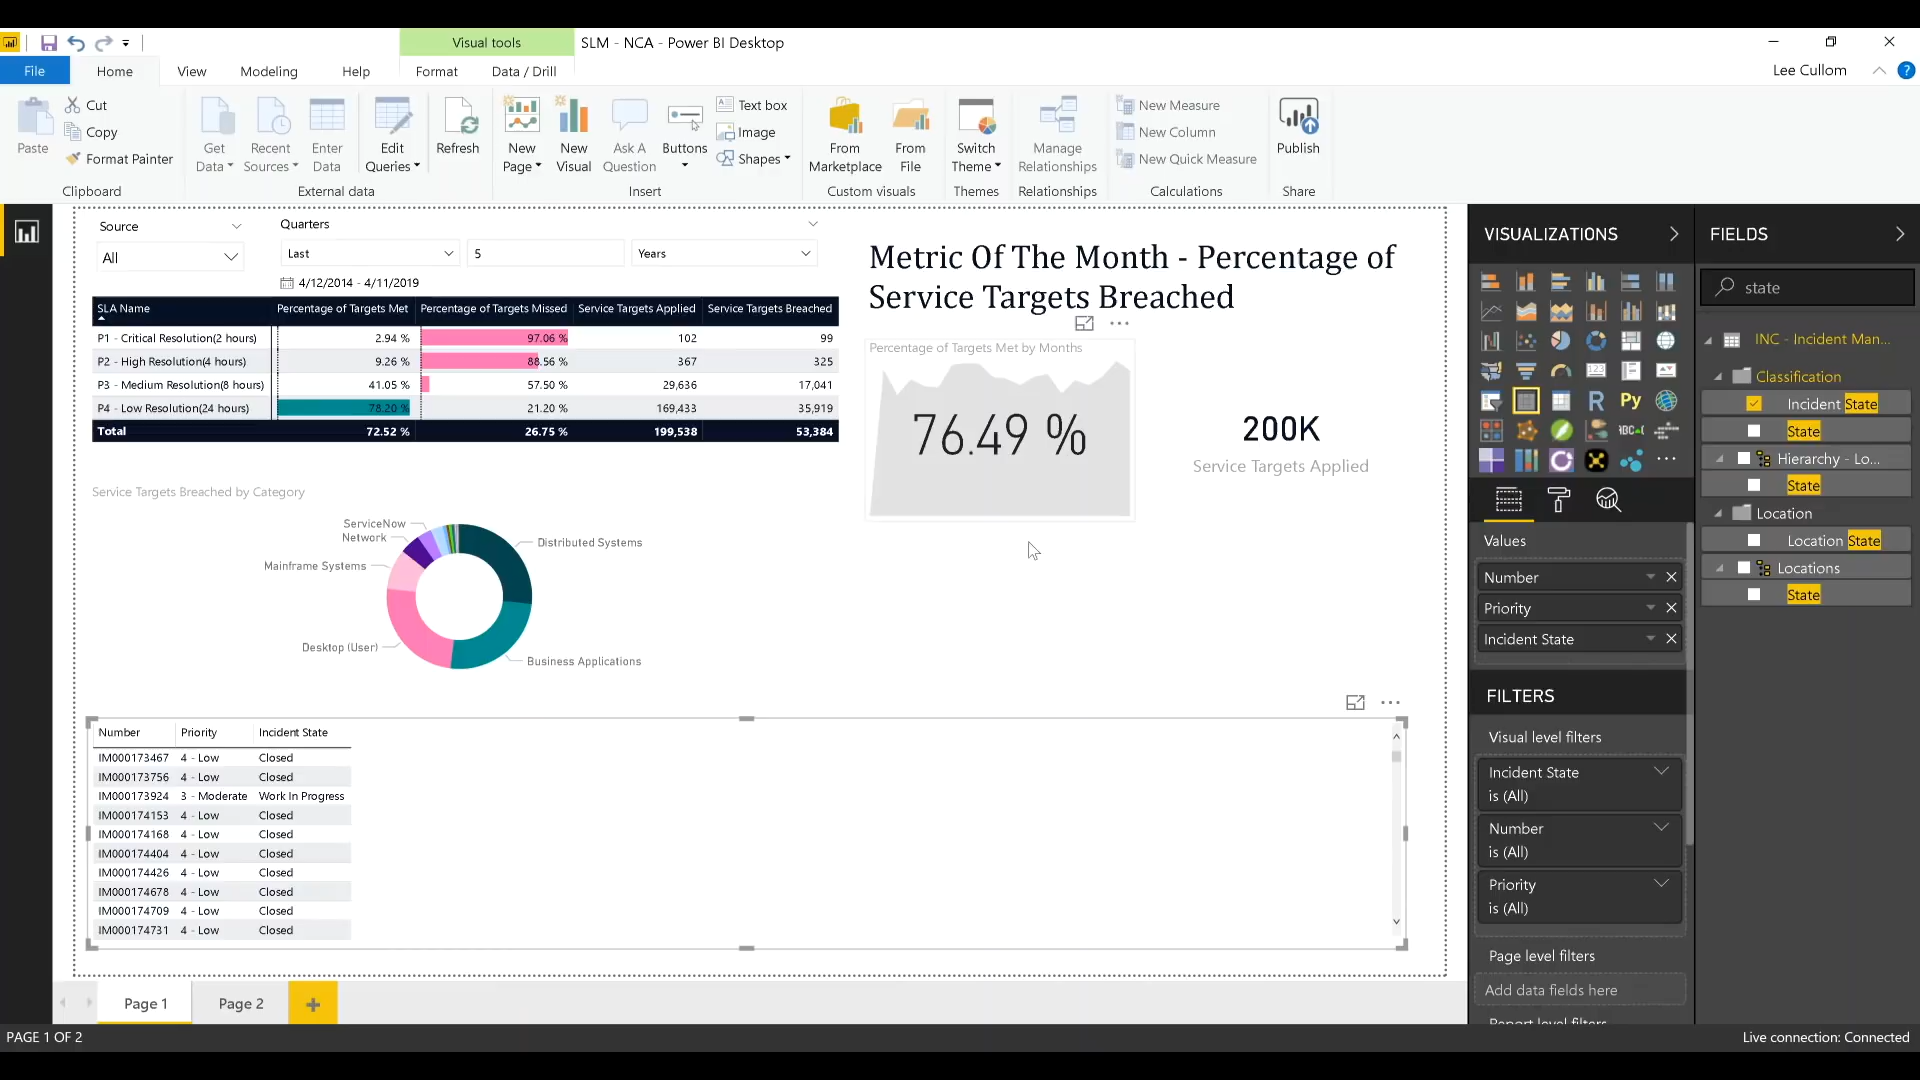 Visual tools
SLM - NCA - Power BI Desktop
File
Home
View
Modeling
Help
Format
Data / Drill
Lee Cullom
?
Paste
Cut
Copy
Format Painter
Clipboard
Get Data
Recent Sources
Enter Data
Edit Queries
Refresh
External data
New Page
New Visual
Ask A Question
Buttons
Text box
Image
Shapes
Insert
From Marketplace
From File
Custom visuals
Switch Theme
Themes
Manage Relationships
Relationships
New Measure
New Column
New Quick Measure
Calculations
Publish
Share
Source
All
Quarters
Last
5
Years
4/12/2014 - 4/11/2019
SLA Name Percentage of Targets Met Percentage of Targets Missed Service Targets Applied Service Targets Breached
P1 - Critical Resolution(2 hours) 2.94 % 97.06 % 102 99
P2 - High Resolution(4 hours) 9.26 % 88.56 % 367 325
P3 - Medium Resolution(8 hours) 41.05 % 57.50 % 29,636 17,041
P4 - Low Resolution(24 hours) 78.20 % 21.20 % 169,433 35,919
Total 72.52 % 26.75 % 199,538 53,384
Metric Of The Month - Percentage of
Service Targets Breached
Percentage of Targets Met by Months
76.49 %
200K
Service Targets Applied
Service Targets Breached by Category
ServiceNow
Network
Mainframe Systems
Desktop (User)
Distributed Systems
Business Applications
Number Priority Incident State
IM000173467 4 - Low Closed
IM000173756 4 - Low Closed
IM000173924 3 - Moderate Work In Progress
IM000174153 4 - Low Closed
IM000174168 4 - Low Closed
IM000174404 4 - Low Closed
IM000174426 4 - Low Closed
IM000174678 4 - Low Closed
IM000174709 4 - Low Closed
IM000174731 4 - Low Closed
Page 1
Page 2
PAGE 1 OF 2
VISUALIZATIONS
R
Py
Values
Number
Priority
Incident State
FILTERS
Visual level filters
Incident State
is (All)
Number
is (All)
Priority
is (All)
Page level filters
Add data fields here
Report level filters
FIELDS
state
INC - Incident Man...
Classification
Incident State
State
Hierarchy - Lo...
State
Location
Location State
Locations
State
Live connection: Connected